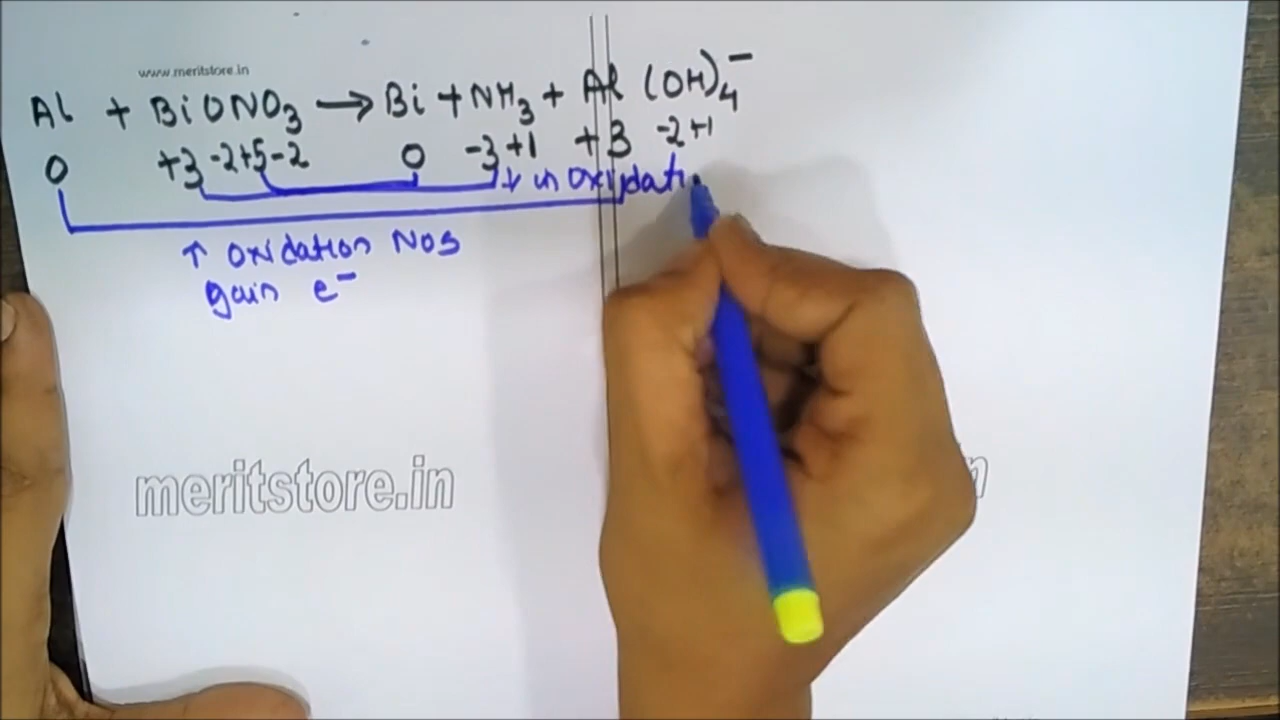 www.meritstore.in
Al + BiONO3 → Bi + NH3 + Al (OH)4−
0 +3 -2 +5 -2 0 -3 +1 +3 -2 +1
↓ in Oxidati
↑ Oxidation NOS
gain e−
meritstore.in